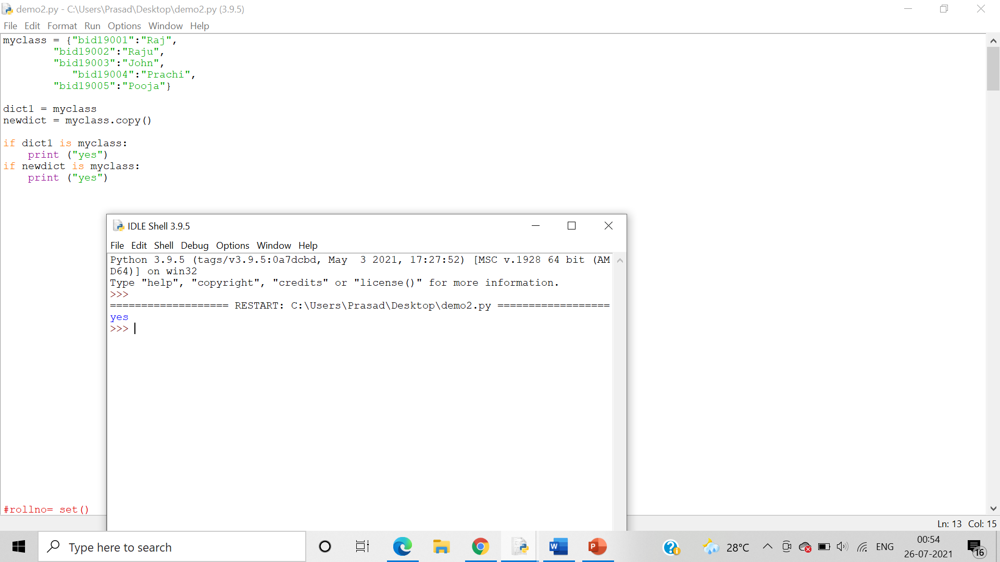 demo2.py - C:\Users\Prasad\Desktop\demo2.py (3.9.5)
File Edit Format Run Options Window Help
myclass = {"bid19001":"Raj",
"bid19002":"Raju",
"bid19003":"John",
"bid19004":"Prachi",
"bid19005":"Pooja"}
dict1 = myclass
newdict = myclass.copy()
if dict1 is myclass:
print ("yes")
if newdict is myclass:
print ("yes")
IDLE Shell 3.9.5
File Edit Shell Debug Options Window Help
Python 3.9.5 (tags/v3.9.5:0a7dcbd, May  3 2021, 17:27:52) [MSC v.1928 64 bit (AM
D64)] on win32
Type "help", "copyright", "credits" or "license()" for more information.
>>>
=================== RESTART: C:\Users\Prasad\Desktop\demo2.py ==================
yes
>>>
#rollno= set()
Ln: 13 Col: 15
Type here to search
W
P
28°C
ENG
00:54
26-07-2021
16